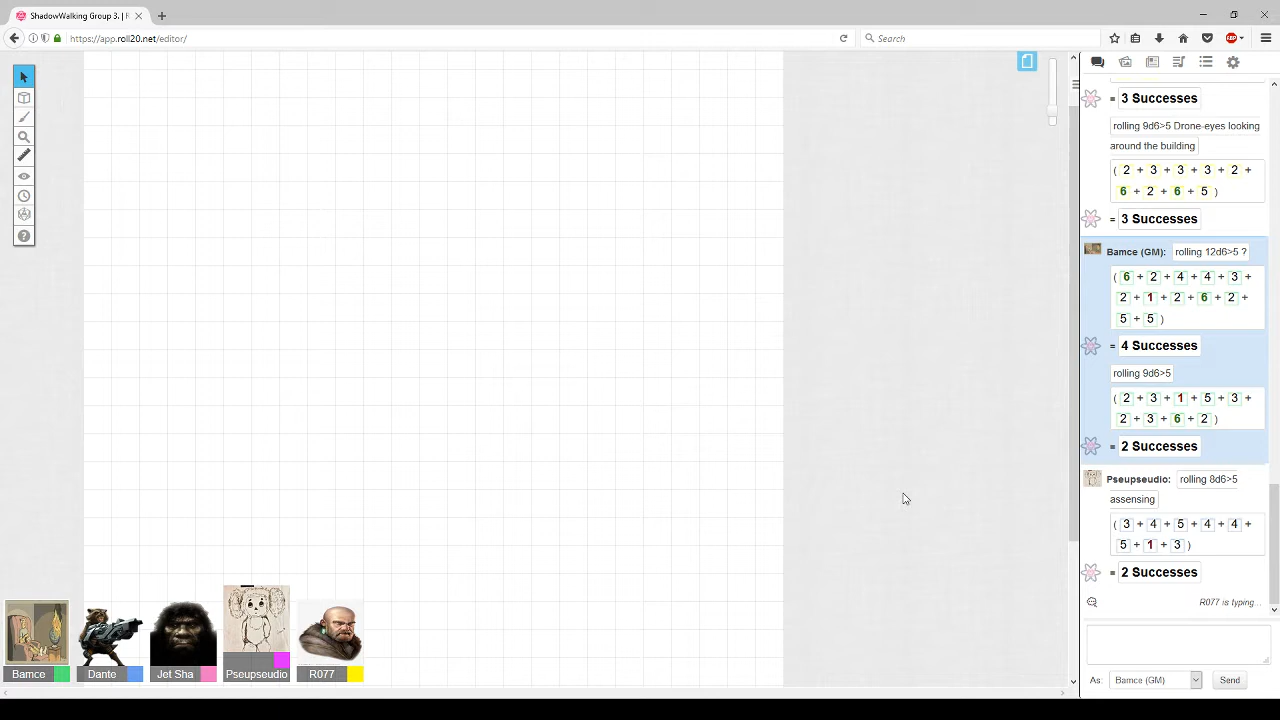 ShadowWalking Group 3. | R
https://app.roll20.net/editor/
Search
ABP
= 3 Successes
rolling 9d6>5 Drone-eyes looking
around the building
( 2 + 3 + 3 + 3 + 2 +
6 + 2 + 6 + 5 )
= 3 Successes
Bamce (GM): rolling 12d6>5 ?
( 6 + 2 + 4 + 4 + 3 +
2 + 1 + 2 + 6 + 2 +
5 + 5 )
= 4 Successes
rolling 9d6>5
( 2 + 3 + 1 + 5 + 3 +
2 + 3 + 6 + 2 )
= 2 Successes
Pseupseudio: rolling 8d6>5
assensing
( 3 + 4 + 5 + 4 + 4 +
5 + 1 + 3 )
= 2 Successes
R077 is typing...
Bamce
Dante
Jet Sha
Pseupseudio
R077
As: Bamce (GM) Send